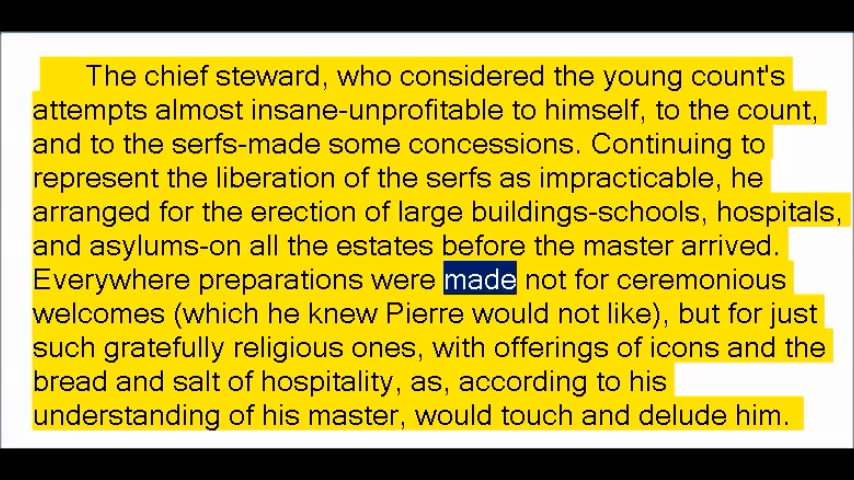 The chief steward, who considered the young count's
attempts almost insane-unprofitable to himself, to the count,
and to the serfs-made some concessions. Continuing to
represent the liberation of the serfs as impracticable, he
arranged for the erection of large buildings-schools, hospitals,
and asylums-on all the estates before the master arrived.
Everywhere preparations were made not for ceremonious
welcomes (which he knew Pierre would not like), but for just
such gratefully religious ones, with offerings of icons and the
bread and salt of hospitality, as, according to his
understanding of his master, would touch and delude him.